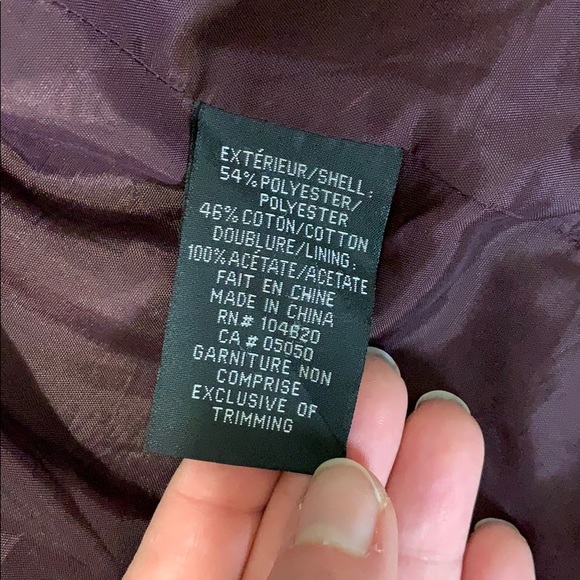 EXTÉRIEUR/SHELL:
54% POLYESTER/
POLYESTER
46% COTON/COTTON
DOUBLURE/LINING:
100% ACÉTATE/ACETATE
FAIT EN CHINE
MADE IN CHINA
RN# 104620
CA# 05050
GARNITURE NON
COMPRISE
EXCLUSIVE OF
TRIMMING